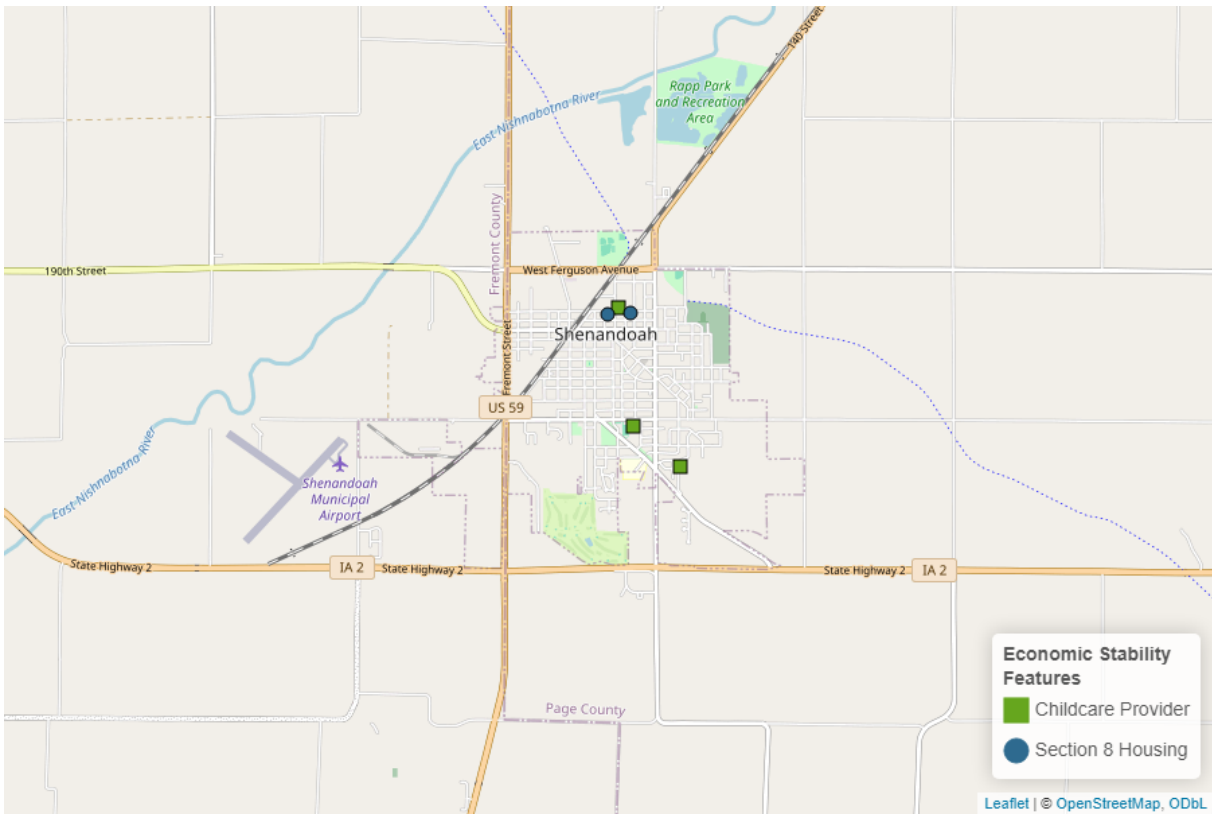 140 Street
Rapp Park
and Recreation
Area
East Nishnabotna River
Fremont County
190th Street
West Ferguson Avenue
Shenandoah
Fremont Street
US 59
East Nishnabotna River
Shenandoah
Municipal
Airport
State Highway 2
IA 2
State Highway 2
State Highway 2
IA 2
Page County
Economic Stability
Features
Childcare Provider
Section 8 Housing
Leaflet | © OpenStreetMap, ODbL